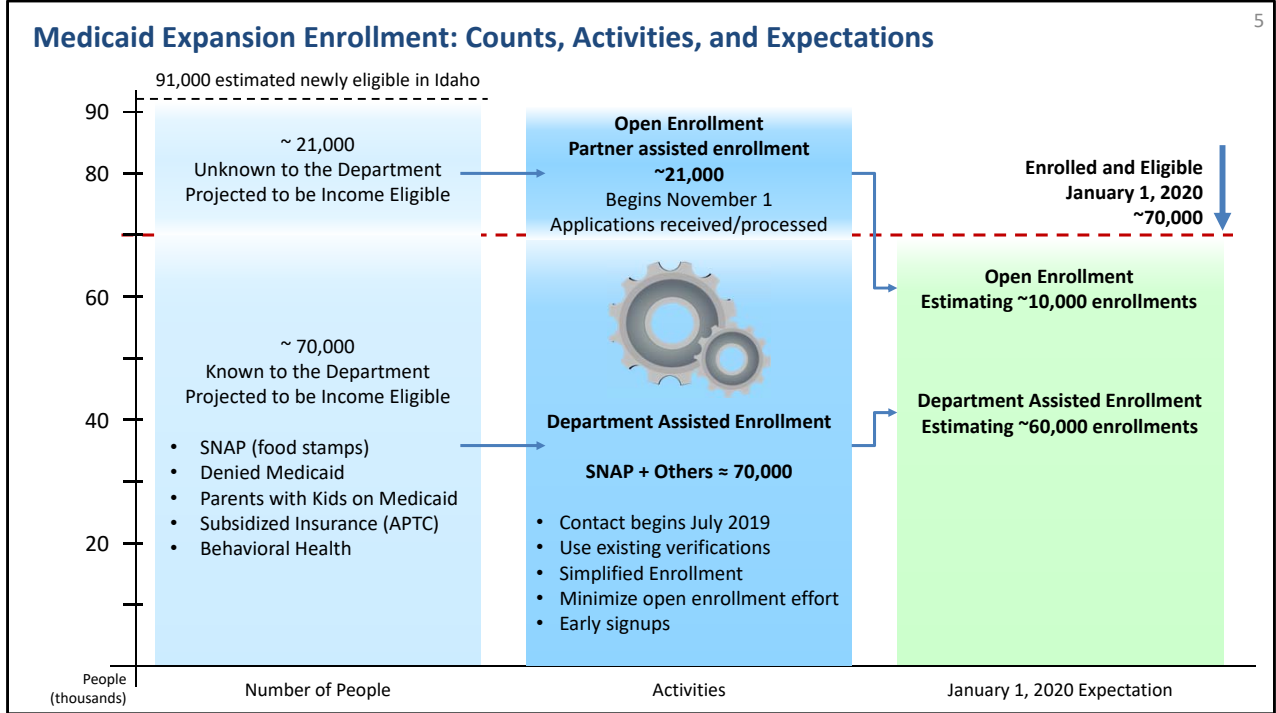 5
Medicaid Expansion Enrollment: Counts, Activities, and Expectations
91,000 estimated newly eligible in Idaho
90
80
60
40
20
People
(thousands)
~ 21,000
Unknown to the Department
Projected to be Income Eligible
~ 70,000
Known to the Department
Projected to be Income Eligible
• SNAP (food stamps)
• Denied Medicaid
• Parents with Kids on Medicaid
• Subsidized Insurance (APTC)
• Behavioral Health
Number of People
Open Enrollment
Partner assisted enrollment
~21,000
Begins November 1
Applications received/processed
Department Assisted Enrollment
SNAP + Others ≈ 70,000
• Contact begins July 2019
• Use existing verifications
• Simplified Enrollment
• Minimize open enrollment effort
• Early signups
Activities
Enrolled and Eligible
January 1, 2020
~70,000
Open Enrollment
Estimating ~10,000 enrollments
Department Assisted Enrollment
Estimating ~60,000 enrollments
January 1, 2020 Expectation